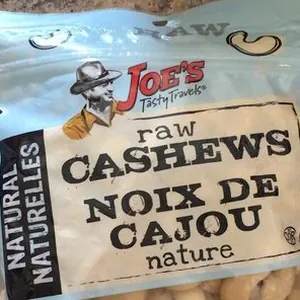 RAW
JOE'S
Tasty Travels®
raw
CASHEWS
NOIX DE
CAJOU
nature
NATURAL
NATURELLES